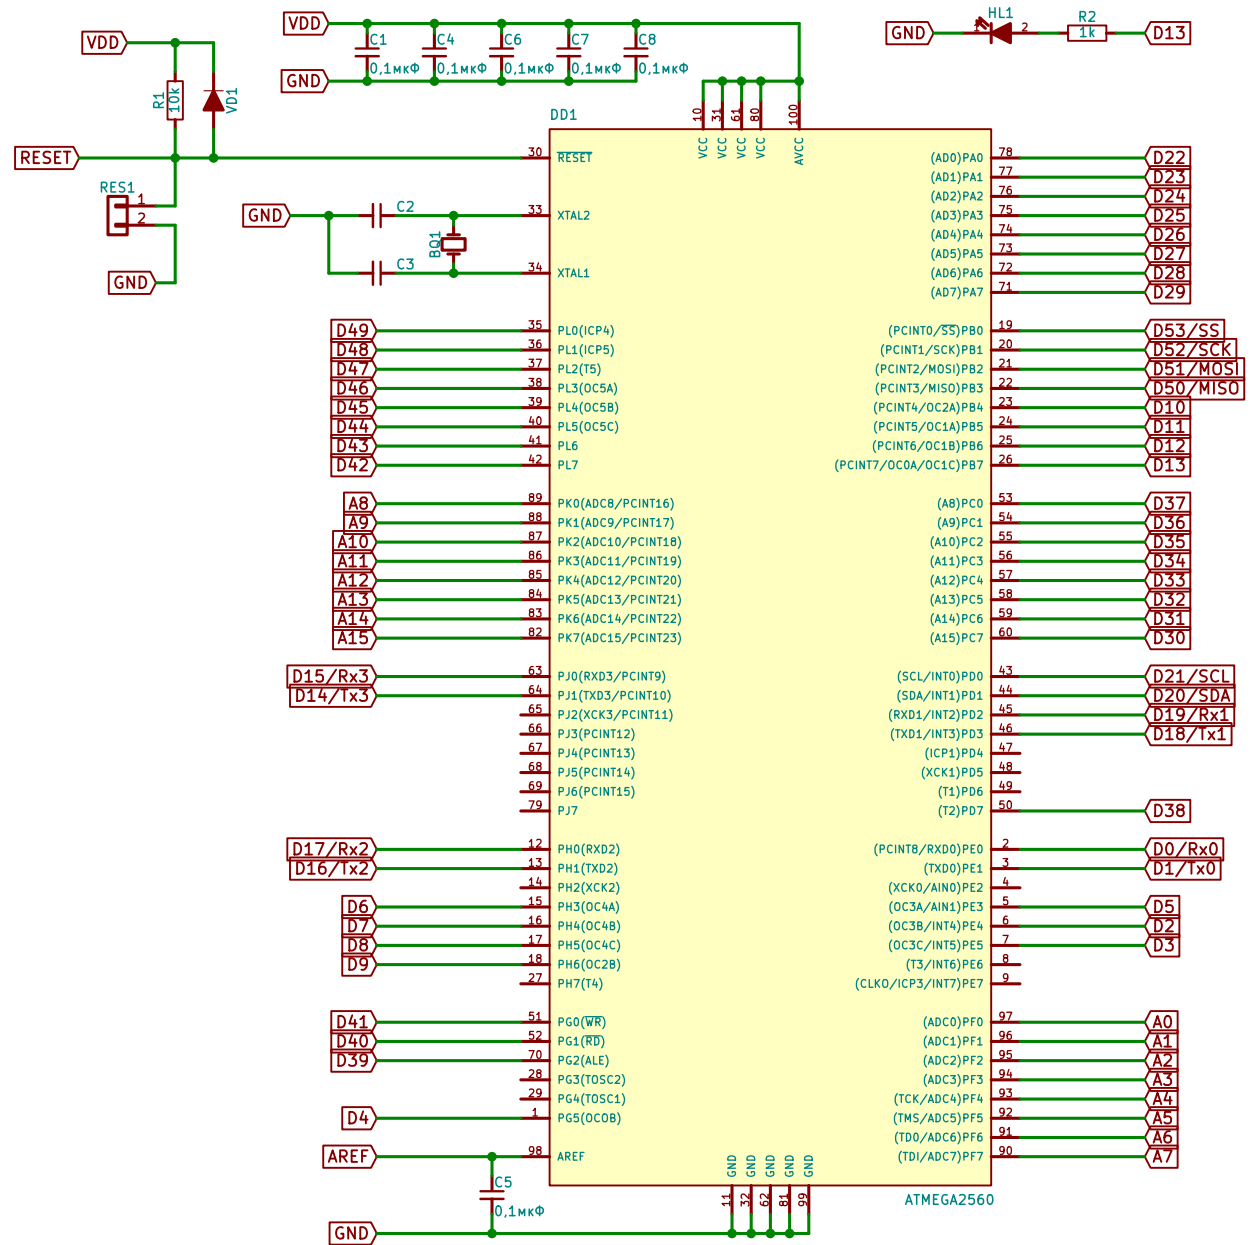 VDD
C1
C4
C6
C7
C8
0,1мкФ
0,1мкФ
0,1мкФ
0,1мкФ
0,1мкФ
GND
GND
HL1
1
2
R2
1k
D13
VDD
R1
10k
VD1
RESET
RES1
1
2
GND
GND
C2
C3
BQ1
DD1
10 VCC
31 VCC
61 VCC
80 VCC
100 AVCC
30 RESET
33 XTAL2
34 XTAL1
D49 35 PL0(ICP4)
D48 36 PL1(ICP5)
D47 37 PL2(T5)
D46 38 PL3(OC5A)
D45 39 PL4(OC5B)
D44 40 PL5(OC5C)
D43 41 PL6
D42 42 PL7
A8 89 PK0(ADC8/PCINT16)
A9 88 PK1(ADC9/PCINT17)
A10 87 PK2(ADC10/PCINT18)
A11 86 PK3(ADC11/PCINT19)
A12 85 PK4(ADC12/PCINT20)
A13 84 PK5(ADC13/PCINT21)
A14 83 PK6(ADC14/PCINT22)
A15 82 PK7(ADC15/PCINT23)
D15/Rx3 63 PJ0(RXD3/PCINT9)
D14/Tx3 64 PJ1(TXD3/PCINT10)
65 PJ2(XCK3/PCINT11)
66 PJ3(PCINT12)
67 PJ4(PCINT13)
68 PJ5(PCINT14)
69 PJ6(PCINT15)
79 PJ7
D17/Rx2 12 PH0(RXD2)
D16/Tx2 13 PH1(TXD2)
14 PH2(XCK2)
D6 15 PH3(OC4A)
D7 16 PH4(OC4B)
D8 17 PH5(OC4C)
D9 18 PH6(OC2B)
27 PH7(T4)
D41 51 PG0(WR)
D40 52 PG1(RD)
D39 70 PG2(ALE)
28 PG3(TOSC2)
29 PG4(TOSC1)
D4 1 PG5(OC0B)
AREF 98 AREF
C5
0,1мкФ
GND
(AD0)PA0 78 D22
(AD1)PA1 77 D23
(AD2)PA2 76 D24
(AD3)PA3 75 D25
(AD4)PA4 74 D26
(AD5)PA5 73 D27
(AD6)PA6 72 D28
(AD7)PA7 71 D29
(PCINT0/SS)PB0 19 D53/SS
(PCINT1/SCK)PB1 20 D52/SCK
(PCINT2/MOSI)PB2 21 D51/MOSI
(PCINT3/MISO)PB3 22 D50/MISO
(PCINT4/OC2A)PB4 23 D10
(PCINT5/OC1A)PB5 24 D11
(PCINT6/OC1B)PB6 25 D12
(PCINT7/OC0A/OC1C)PB7 26 D13
(A8)PC0 53 D37
(A9)PC1 54 D36
(A10)PC2 55 D35
(A11)PC3 56 D34
(A12)PC4 57 D33
(A13)PC5 58 D32
(A14)PC6 59 D31
(A15)PC7 60 D30
(SCL/INT0)PD0 43 D21/SCL
(SDA/INT1)PD1 44 D20/SDA
(RXD1/INT2)PD2 45 D19/Rx1
(TXD1/INT3)PD3 46 D18/Tx1
(ICP1)PD4 47
(XCK1)PD5 48
(T1)PD6 49
(T2)PD7 50 D38
(PCINT8/RXD0)PE0 2 D0/Rx0
(TXD0)PE1 3 D1/Tx0
(XCK0/AIN0)PE2 4
(OC3A/AIN1)PE3 5 D5
(OC3B/INT4)PE4 6 D2
(OC3C/INT5)PE5 7 D3
(T3/INT6)PE6 8
(CLKO/ICP3/INT7)PE7 9
(ADC0)PF0 97 A0
(ADC1)PF1 96 A1
(ADC2)PF2 95 A2
(ADC3)PF3 94 A3
(TCK/ADC4)PF4 93 A4
(TMS/ADC5)PF5 92 A5
(TDO/ADC6)PF6 91 A6
(TDI/ADC7)PF7 90 A7
GND 11
GND 32
GND 62
GND 81
GND 99
ATMEGA2560